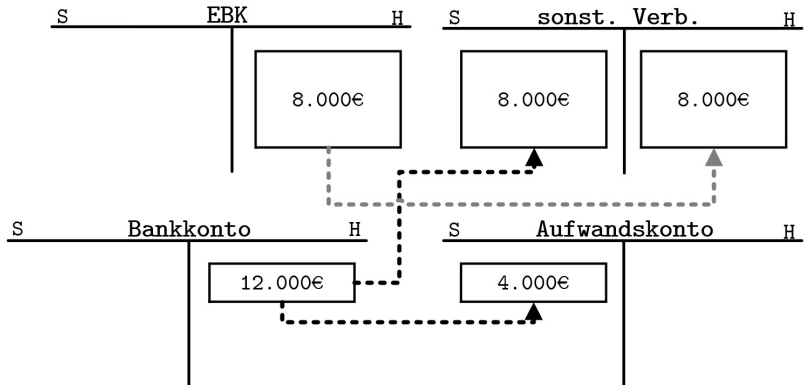 S EBK H
S sonst. Verb. H
8.000€ 8.000€ 8.000€
S Bankkonto H
S Aufwandskonto H
12.000€ 4.000€